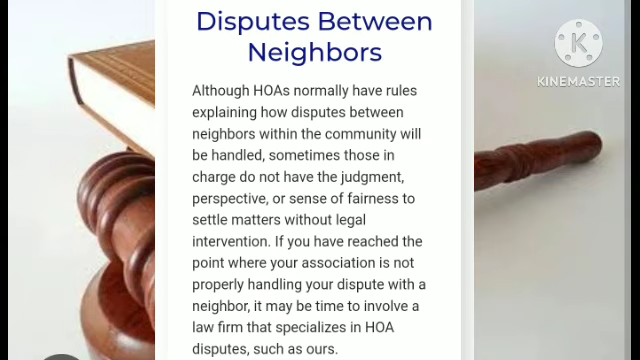 Disputes Between
Neighbors
Although HOAs normally have rules
explaining how disputes between
neighbors within the community will
be handled, sometimes those in
charge do not have the judgment,
perspective, or sense of fairness to
settle matters without legal
intervention. If you have reached the
point where your association is not
properly handling your dispute with a
neighbor, it may be time to involve a
law firm that specializes in HOA
disputes, such as ours.
K
KINEMASTER